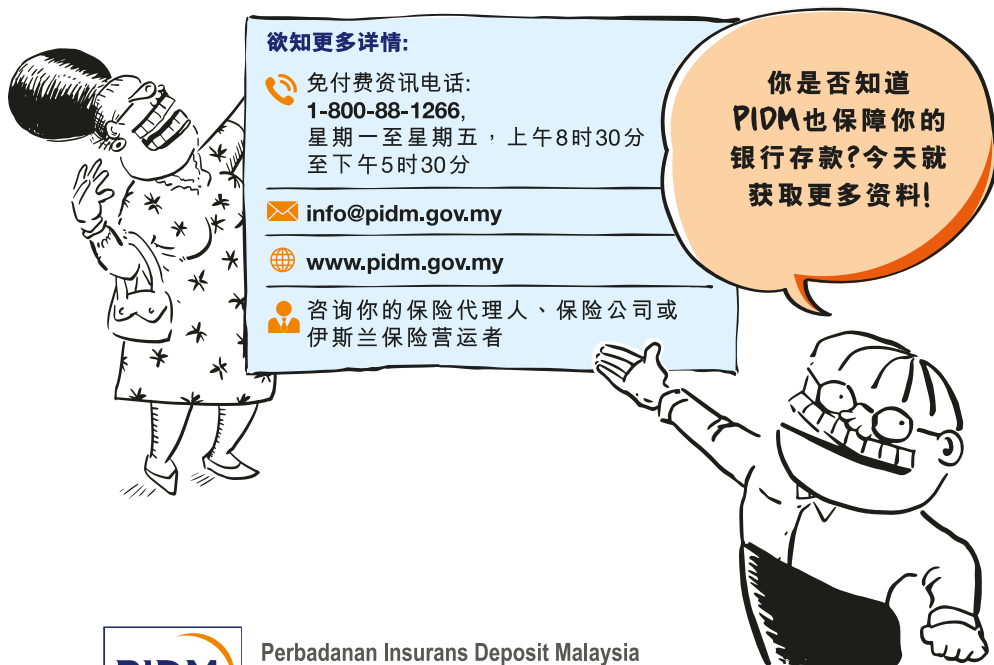 欲知更多详情:
免付费资讯电话:
1-800-88-1266,
星期一至星期五，上午8时30分
至下午5时30分
info@pidm.gov.my
www.pidm.gov.my
咨询你的保险代理人、保险公司或
伊斯兰保险营运者
你是否知道
PIDM也保障你的
银行存款?今天就
获取更多资料!
PIDM
Perbadanan Insurans Deposit Malaysia